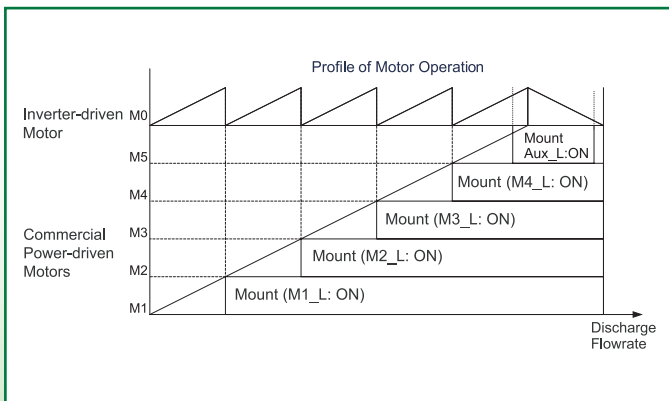 Profile of Motor Operation
Inverter-driven
Motor
M0
Mount
Aux_L:ON
M5
Mount (M4_L: ON)
M4
Mount (M3_L: ON)
Commercial
Power-driven
Motors
M3
Mount (M2_L: ON)
M2
Mount (M1_L: ON)
M1
Discharge
Flowrate